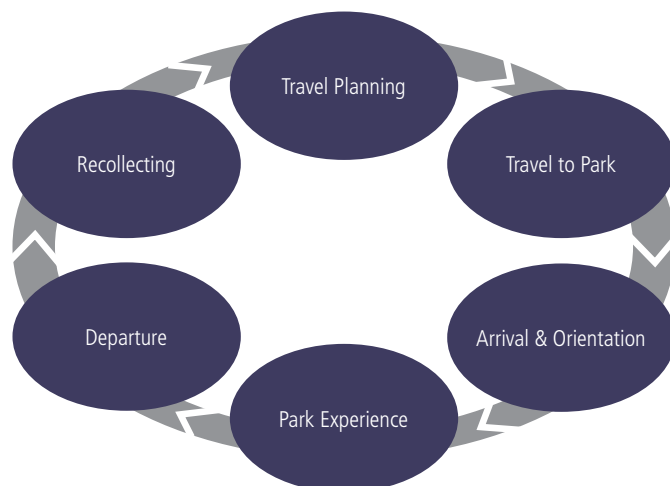 Travel Planning
Travel to Park
Arrival & Orientation
Park Experience
Departure
Recollecting